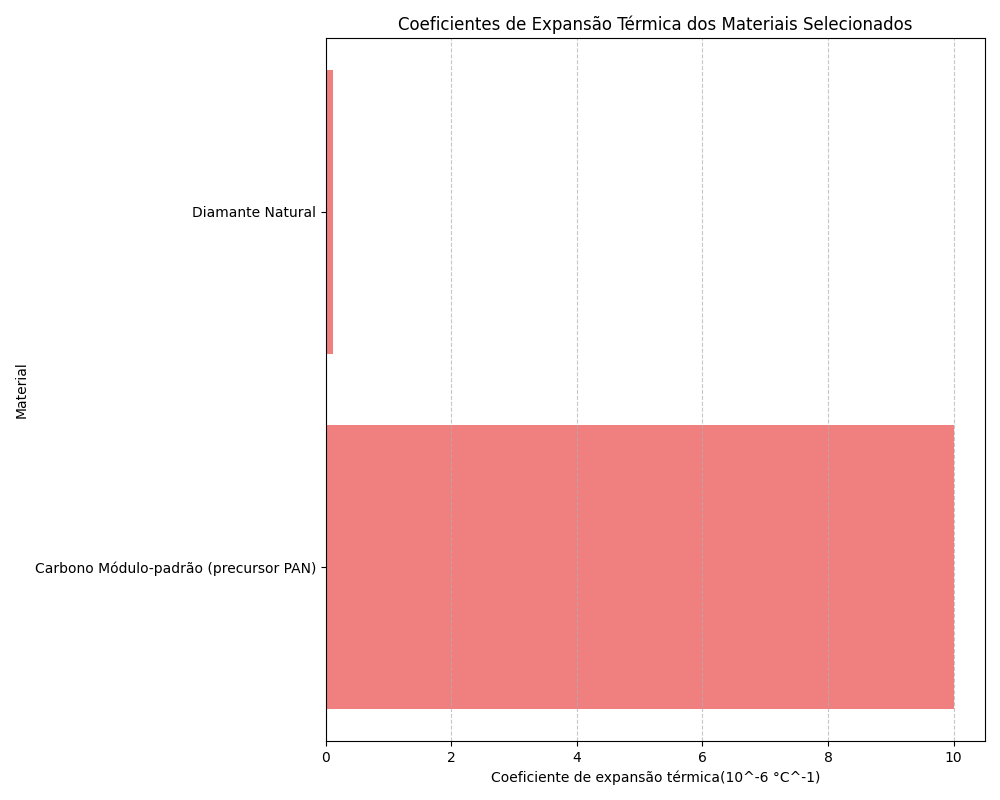 Coeficientes de Expansão Térmica dos Materiais Selecionados
Diamante Natural
Material
Carbono Módulo-padrão (precursor PAN)
0 2 4 6 8 10
Coeficiente de expansão térmica(10^-6 °C^-1)